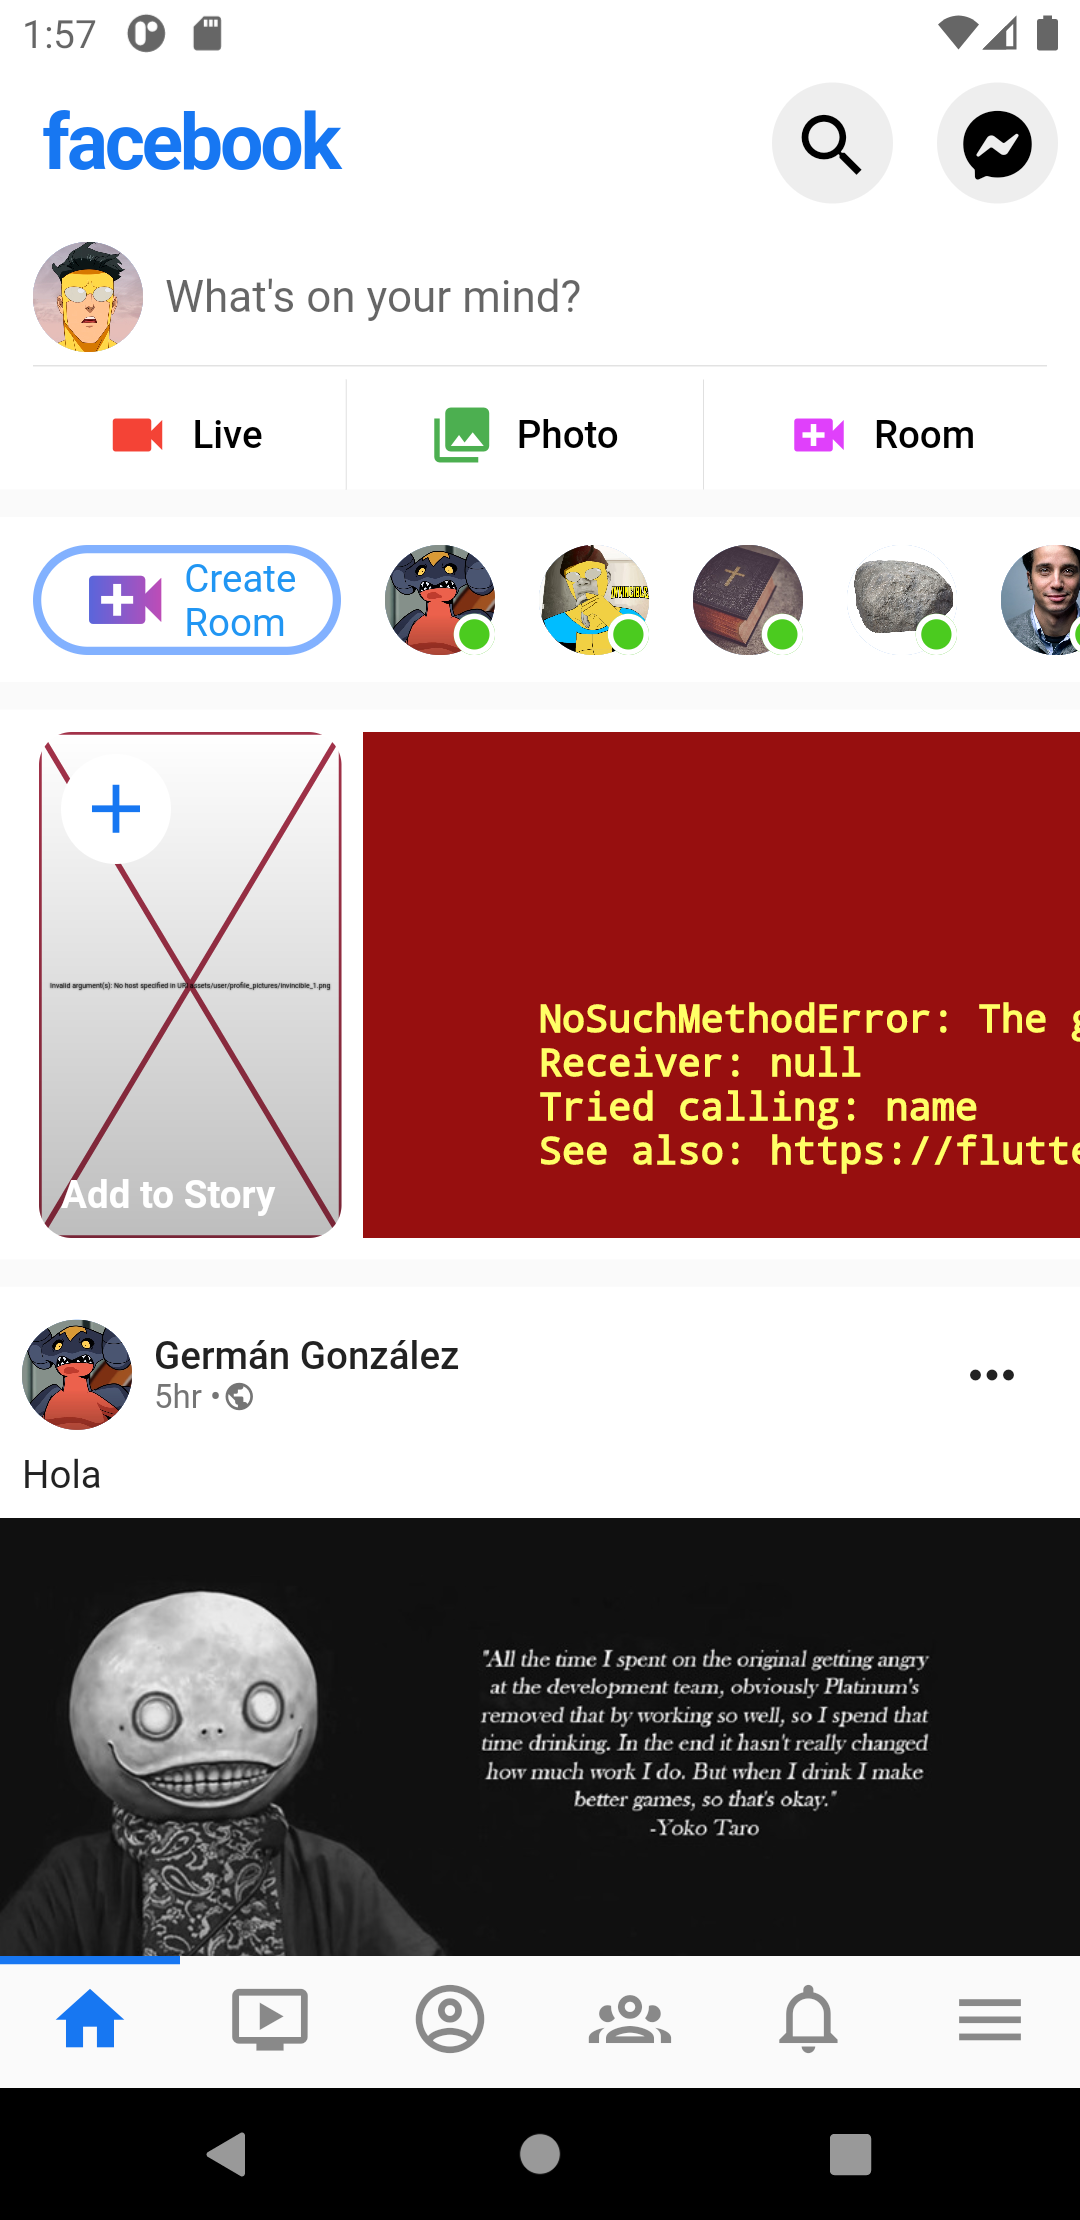 1:57
facebook
What's on your mind?
Live
Photo
Room
Create
Room
Invalid argument(s): No host specified in URI assets/user/profile_pictures/invincible_1.png
Add to Story
NoSuchMethodError: The g
Receiver: null
Tried calling: name
See also: https://flutte
Germán González
5hr •
Hola
"All the time I spent on the original getting angry
at the development team, obviously Platinum's
removed that by working so well, so I spend that
time drinking. In the end it hasn't really changed
how much work I do. But when I drink I make
better games, so that's okay."
-Yoko Taro